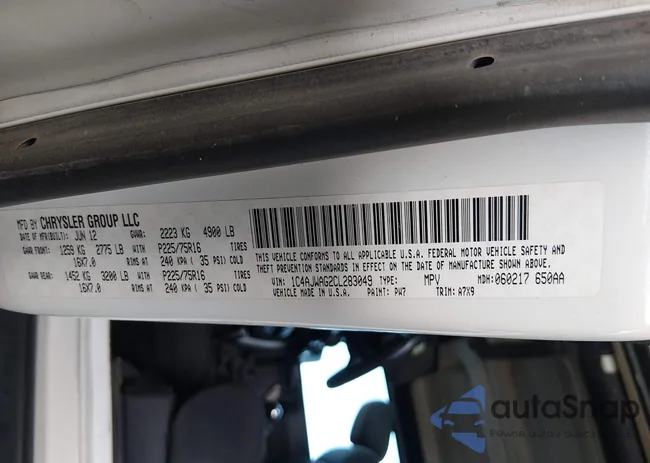 MFD BY CHRYSLER GROUP LLC
DATE OF MFR(BUILT): JUN 12 GVWR: 2223 KG 4900 LB
GAWR FRONT: 1259 KG 2775 LB WITH P225/75R16 TIRES
16X7.0 RIMS AT 240 KPA ( 35 PSI) COLD
GAWR REAR: 1452 KG 3200 LB WITH P225/75R16 TIRES
16X7.0 RIMS AT 240 KPA ( 35 PSI) COLD
THIS VEHICLE CONFORMS TO ALL APPLICABLE U.S.A. FEDERAL MOTOR VEHICLE SAFETY AND
THEFT PREVENTION STANDARDS IN EFFECT ON THE DATE OF MANUFACTURE SHOWN ABOVE.
VIN: 1C4AJWAG2CL283049 TYPE: MPV MDH: 060217 650AA
VEHICLE MADE IN U.S.A. PAINT: PW7 TRIM: A7X9
autaSnap
Pewne auta z